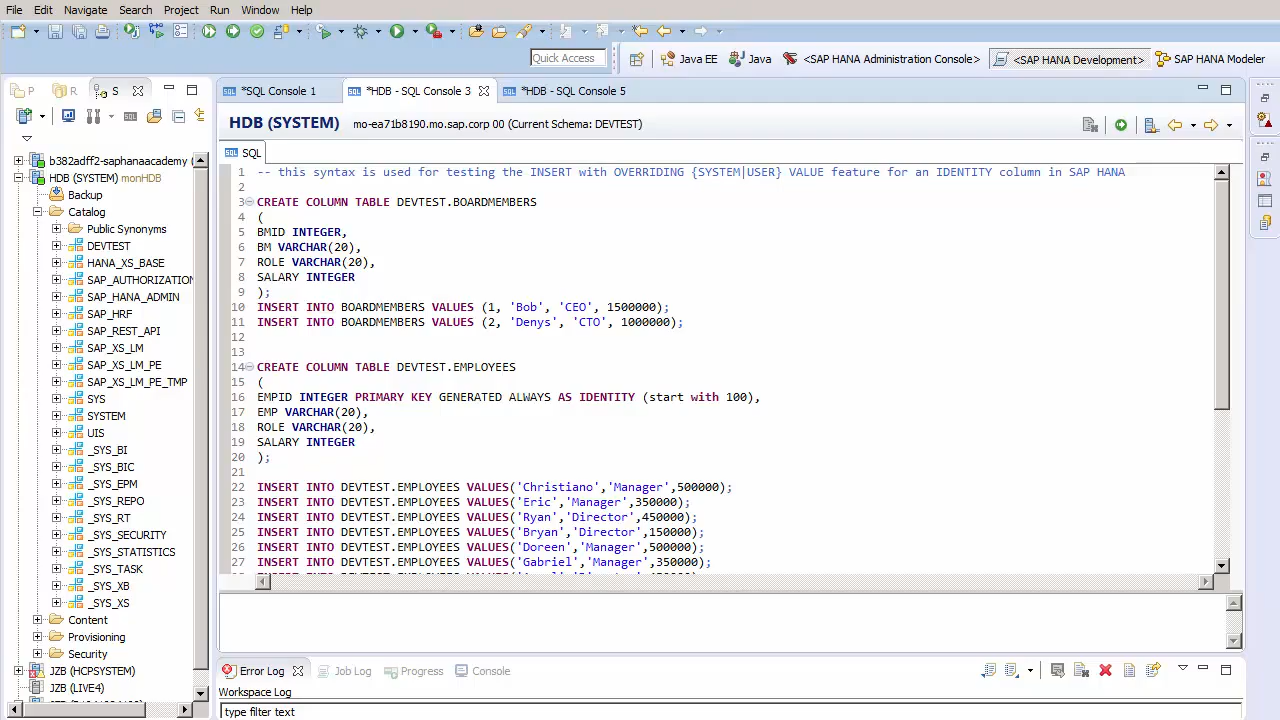 File Edit Navigate Search Project Run Window Help
Quick Access
Java EE
Java
<SAP HANA Administration Console>
<SAP HANA Development>
SAP HANA Modeler
P
R
S
*SQL Console 1
*HDB - SQL Console 3
*HDB - SQL Console 5
HDB (SYSTEM) mo-ea71b8190.mo.sap.corp 00 (Current Schema: DEVTEST)
SQL
b382adff2-saphanaacademy (
HDB (SYSTEM) monHDB
Backup
Catalog
Public Synonyms
DEVTEST
HANA_XS_BASE
SAP_AUTHORIZATION
SAP_HANA_ADMIN
SAP_HRF
SAP_REST_API
SAP_XS_LM
SAP_XS_LM_PE
SAP_XS_LM_PE_TMP
SYS
SYSTEM
UIS
_SYS_BI
_SYS_BIC
_SYS_EPM
_SYS_REPO
_SYS_RT
_SYS_SECURITY
_SYS_STATISTICS
_SYS_TASK
_SYS_XB
_SYS_XS
Content
Provisioning
Security
JZB (HCPSYSTEM)
JZB (LIVE4)
1 -- this syntax is used for testing the INSERT with OVERRIDING {SYSTEM|USER} VALUE feature for an IDENTITY column in SAP HANA
2
3 CREATE COLUMN TABLE DEVTEST.BOARDMEMBERS
4 (
5 BMID INTEGER,
6 BM VARCHAR(20),
7 ROLE VARCHAR(20),
8 SALARY INTEGER
9 );
10 INSERT INTO BOARDMEMBERS VALUES (1, 'Bob', 'CEO', 1500000);
11 INSERT INTO BOARDMEMBERS VALUES (2, 'Denys', 'CTO', 1000000);
12
13
14 CREATE COLUMN TABLE DEVTEST.EMPLOYEES
15 (
16 EMPID INTEGER PRIMARY KEY GENERATED ALWAYS AS IDENTITY (start with 100),
17 EMP VARCHAR(20),
18 ROLE VARCHAR(20),
19 SALARY INTEGER
20 );
21
22 INSERT INTO DEVTEST.EMPLOYEES VALUES('Christiano','Manager',500000);
23 INSERT INTO DEVTEST.EMPLOYEES VALUES('Eric','Manager',350000);
24 INSERT INTO DEVTEST.EMPLOYEES VALUES('Ryan','Director',450000);
25 INSERT INTO DEVTEST.EMPLOYEES VALUES('Bryan','Director',150000);
26 INSERT INTO DEVTEST.EMPLOYEES VALUES('Doreen','Manager',500000);
27 INSERT INTO DEVTEST.EMPLOYEES VALUES('Gabriel','Manager',350000);
Error Log
Job Log
Progress
Console
Workspace Log
type filter text